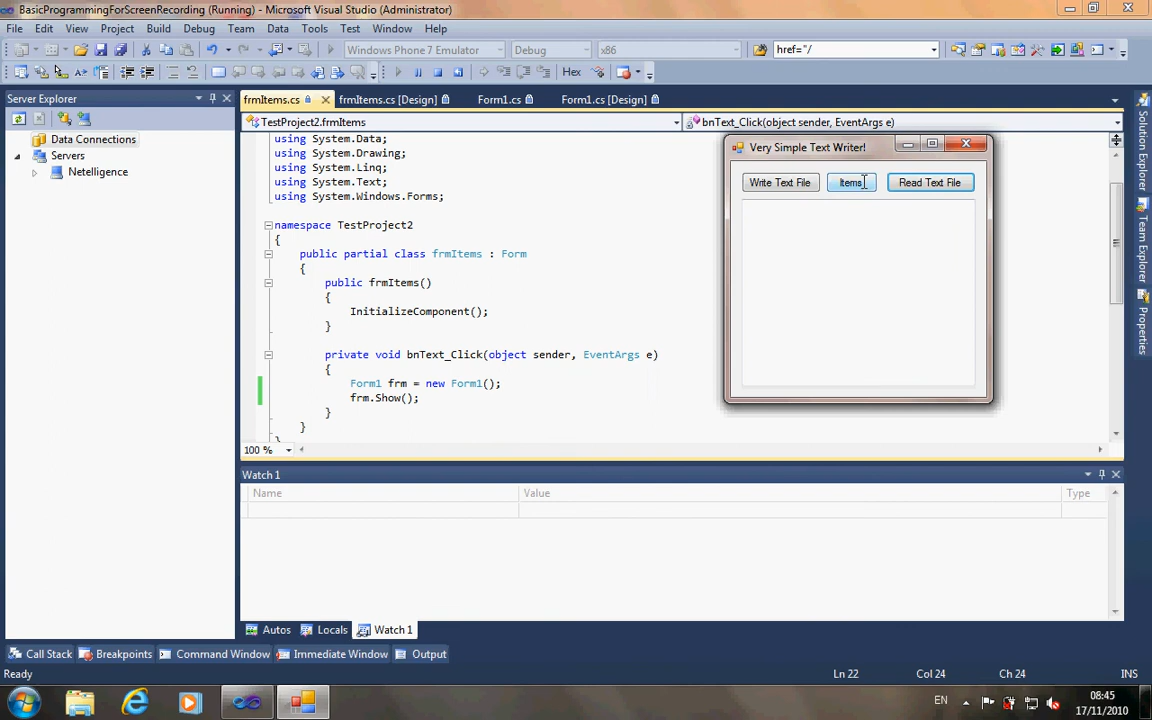 BasicProgrammingForScreenRecording (Running) - Microsoft Visual Studio (Administrator)
File Edit View Project Build Debug Team Data Tools Test Window Help
Windows Phone 7 Emulator Debug x86 href="/
Hex
Server Explorer
frmItems.cs frmItems.cs [Design] Form1.cs Form1.cs [Design]
TestProject2.frmItems bnText_Click(object sender, EventArgs e)
Data Connections
Servers
Netelligence
using System.Data;
using System.Drawing;
using System.Linq;
using System.Text;
using System.Windows.Forms;
namespace TestProject2
{
public partial class frmItems : Form
{
public frmItems()
{
InitializeComponent();
}
private void bnText_Click(object sender, EventArgs e)
{
Form1 frm = new Form1();
frm.Show();
}
}
}
100 %
Very Simple Text Writer!
Write Text File Items Read Text File
Solution Explorer
Team Explorer
Properties
Watch 1
Name Value Type
Autos Locals Watch 1
Call Stack Breakpoints Command Window Immediate Window Output
Ready Ln 22 Col 24 Ch 24 INS
EN 08:45
17/11/2010